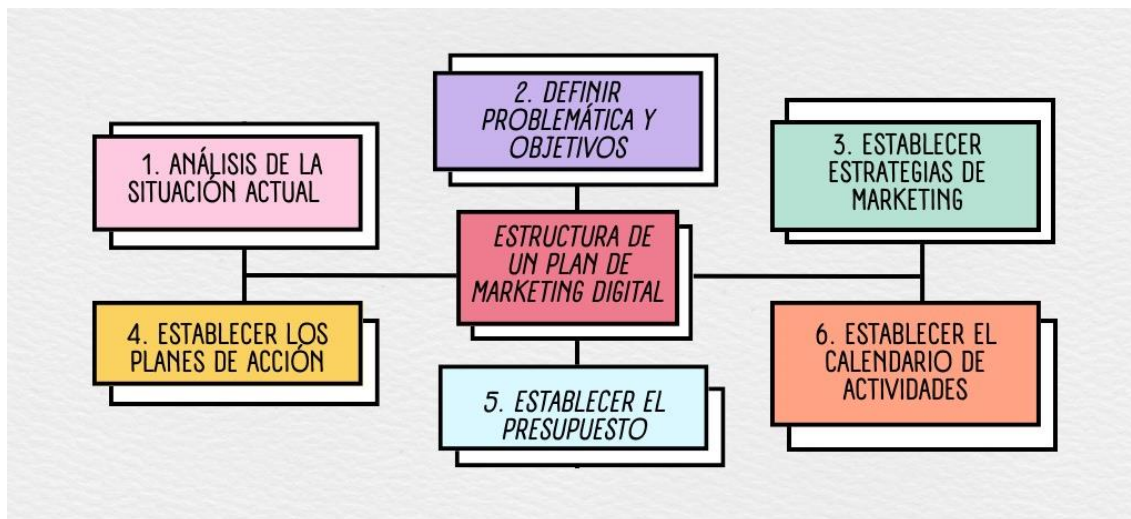 1. ANÁLISIS DE LA
SITUACIÓN ACTUAL
2. DEFINIR
PROBLEMÁTICA Y
OBJETIVOS
3. ESTABLECER
ESTRATEGIAS DE
MARKETING
ESTRUCTURA DE
UN PLAN DE
MARKETING DIGITAL
4. ESTABLECER LOS
PLANES DE ACCIÓN
5. ESTABLECER EL
PRESUPUESTO
6. ESTABLECER EL
CALENDARIO DE
ACTIVIDADES